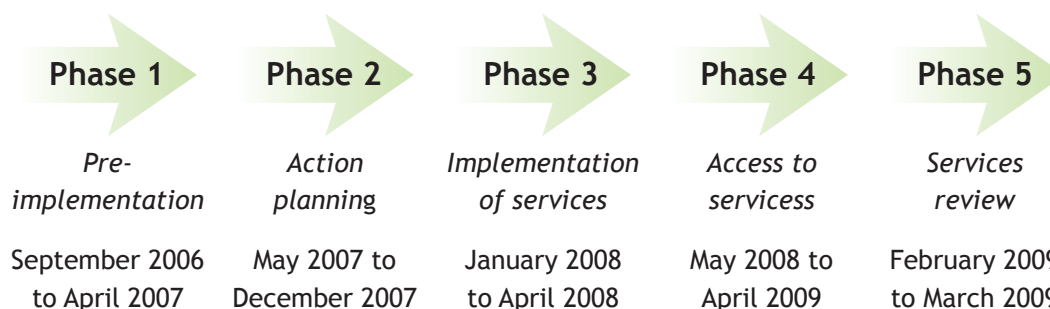 Phase 1
Phase 2
Phase 3
Phase 4
Phase 5
Pre-
implementation
Action
planning
Implementation
of services
Access to
servicess
Services
review
September 2006
to April 2007
May 2007 to
December 2007
January 2008
to April 2008
May 2008 to
April 2009
February 2009
to March 2009